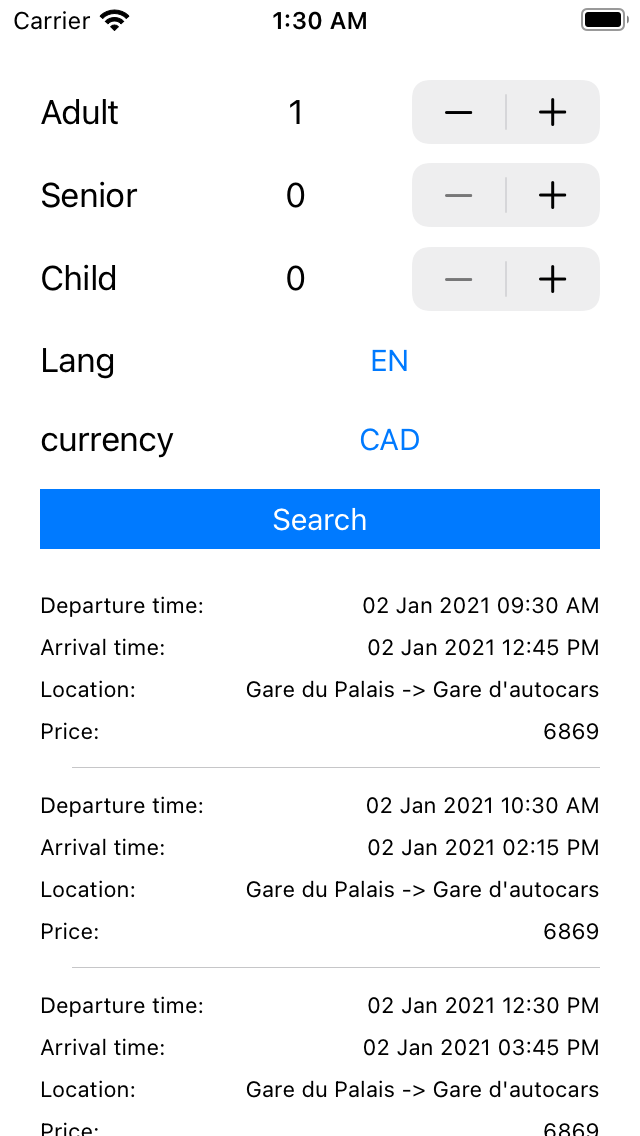 Carrier 1:30 AM
Adult 1 − +
Senior 0 − +
Child 0 − +
Lang EN
currency CAD
Search
Departure time: 02 Jan 2021 09:30 AM
Arrival time: 02 Jan 2021 12:45 PM
Location: Gare du Palais -> Gare d'autocars
Price: 6869
Departure time: 02 Jan 2021 10:30 AM
Arrival time: 02 Jan 2021 02:15 PM
Location: Gare du Palais -> Gare d'autocars
Price: 6869
Departure time: 02 Jan 2021 12:30 PM
Arrival time: 02 Jan 2021 03:45 PM
Location: Gare du Palais -> Gare d'autocars
Price: 6869